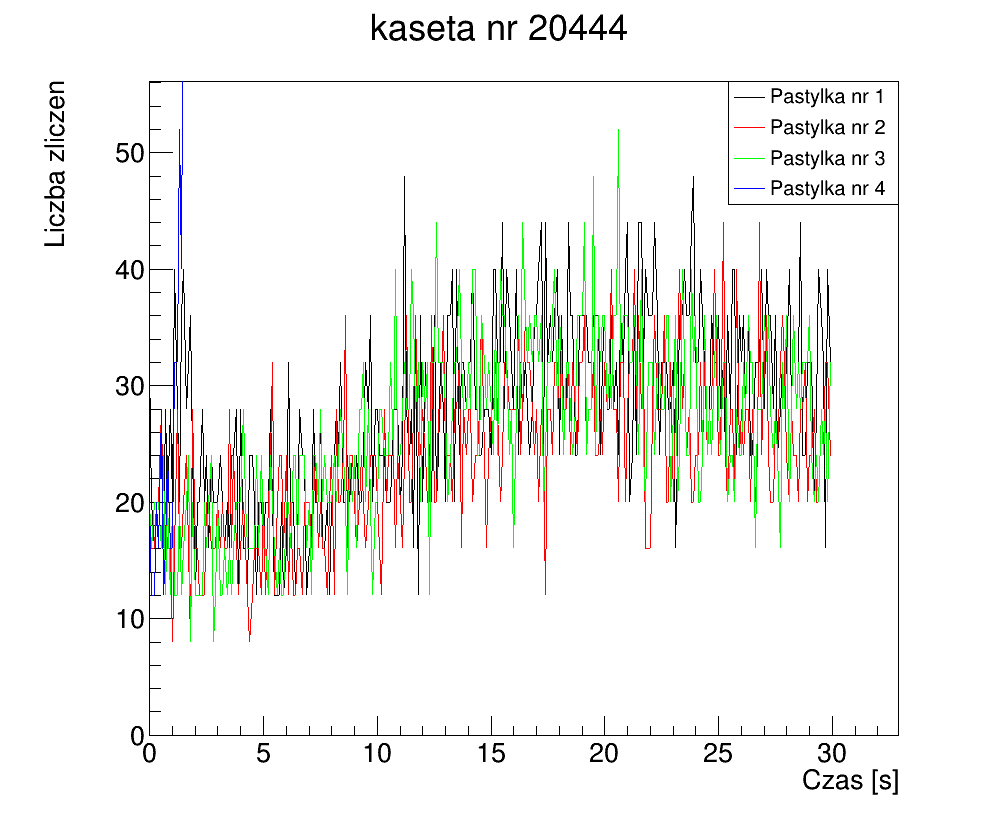 kaseta nr 20444
Liczba zliczen
Pastylka nr 1
Pastylka nr 2
Pastylka nr 3
Pastylka nr 4
50
40
30
20
10
0
0 5 10 15 20 25 30
Czas [s]